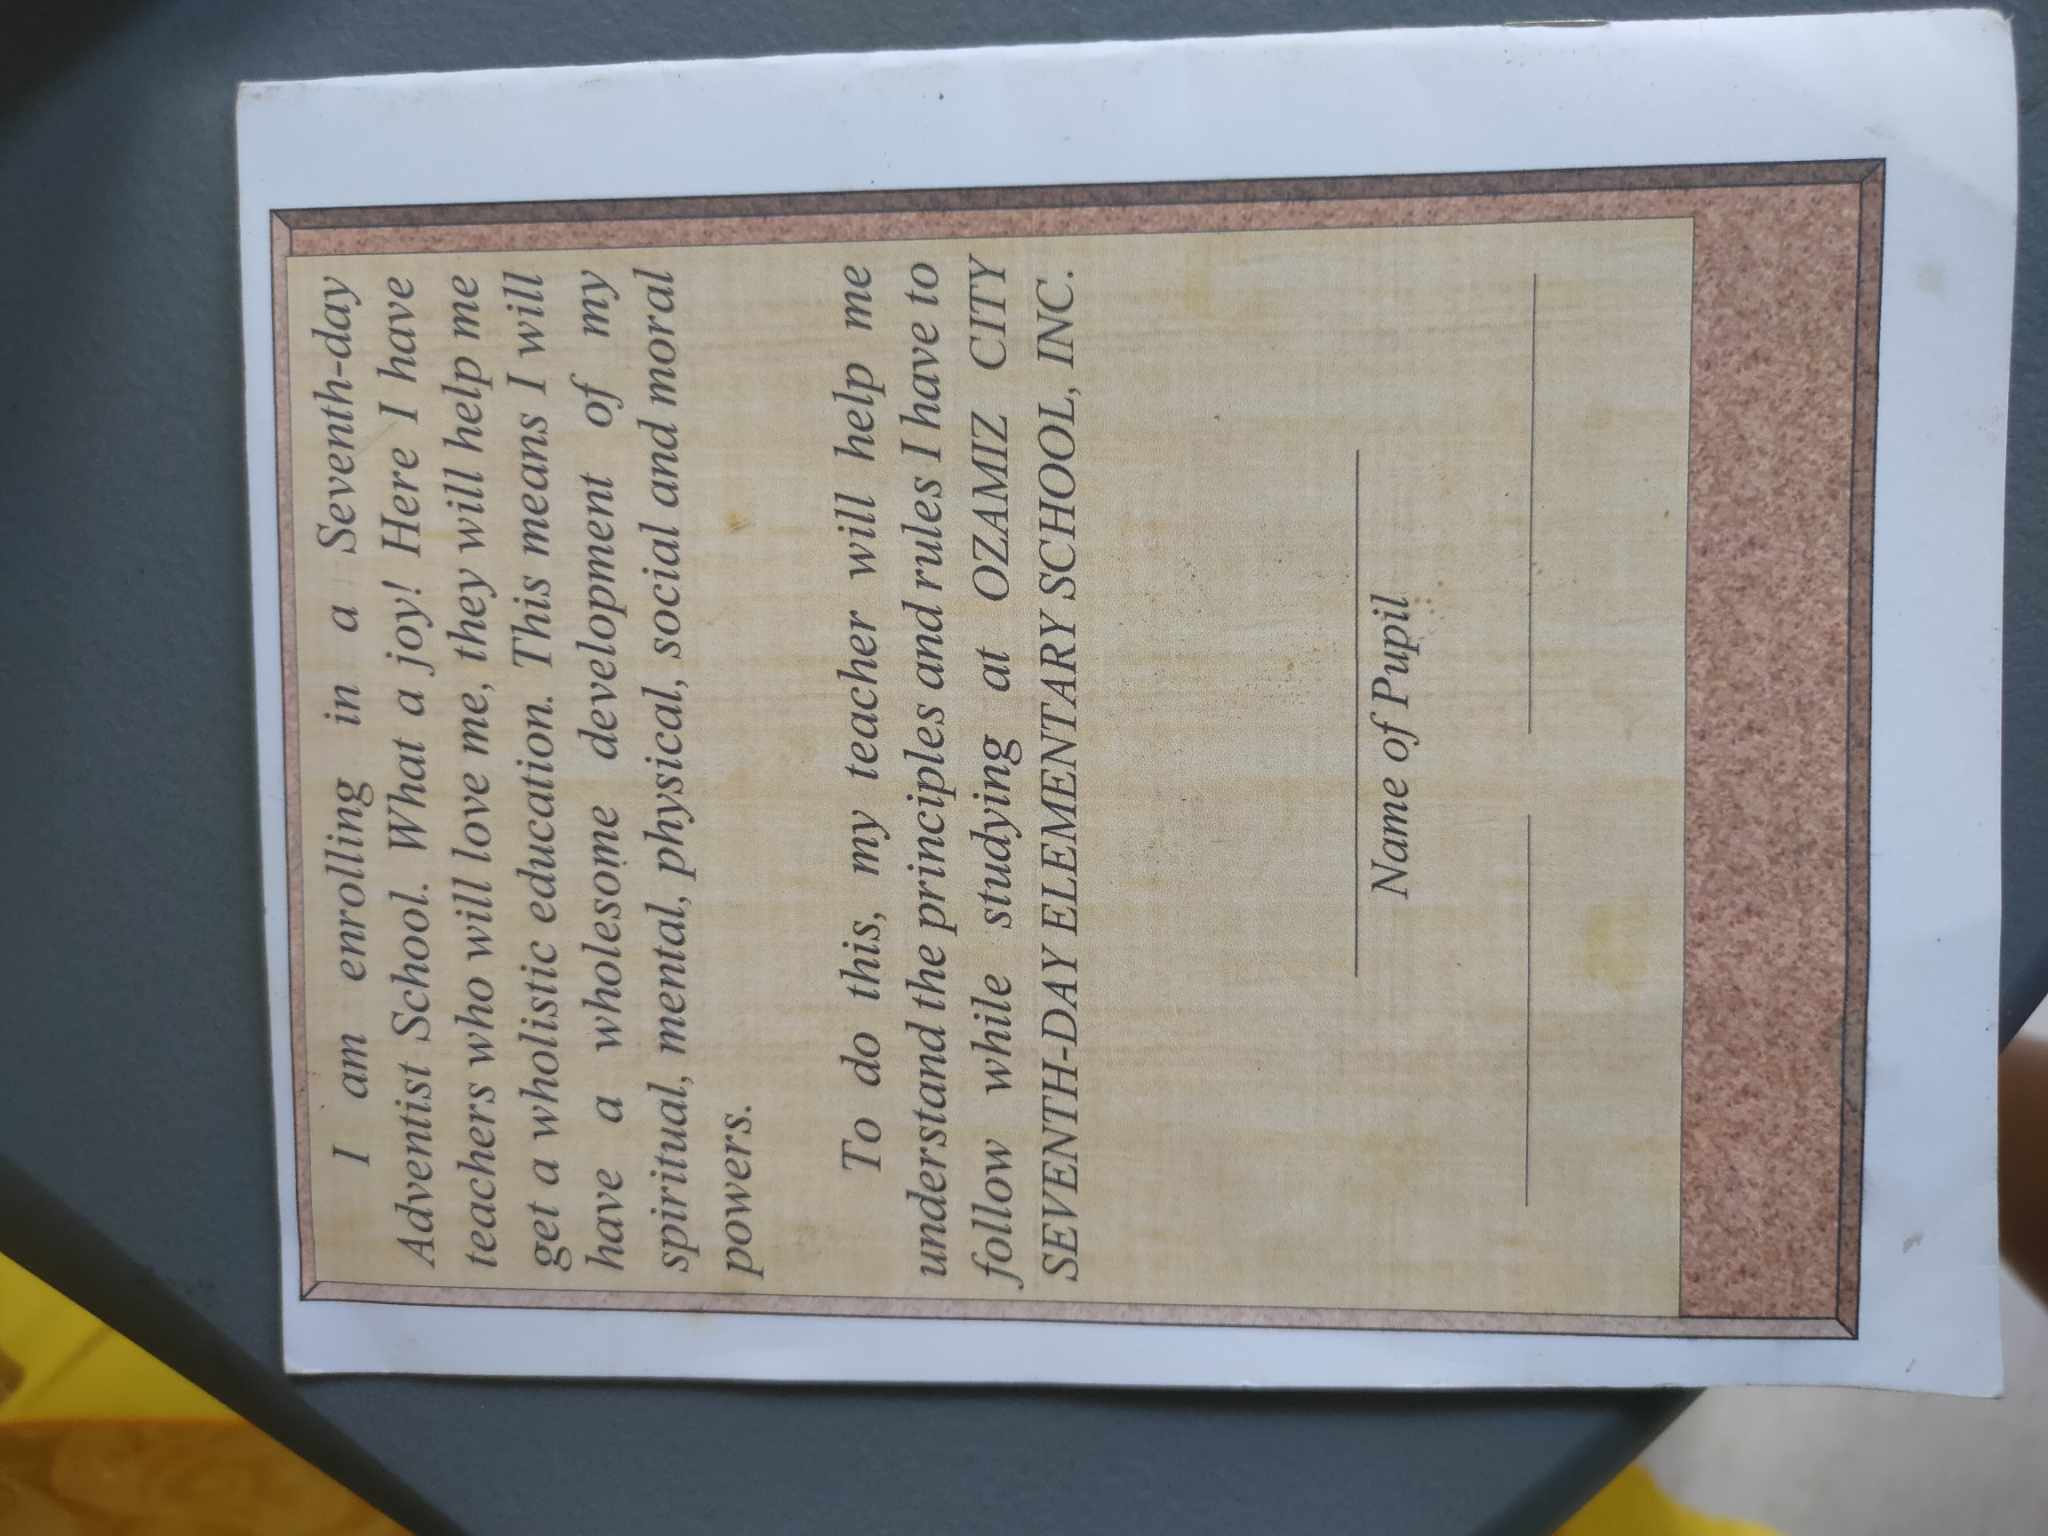 I am enrolling in a Seventh-day
Adventist School. What a joy! Here I have
teachers who will love me, they will help me
get a wholistic education. This means I will
have a wholesome development of my
spiritual, mental, physical, social and moral
powers.
To do this, my teacher will help me
understand the principles and rules I have to
follow while studying at OZAMIZ CITY
SEVENTH-DAY ELEMENTARY SCHOOL, INC.
Name of Pupil